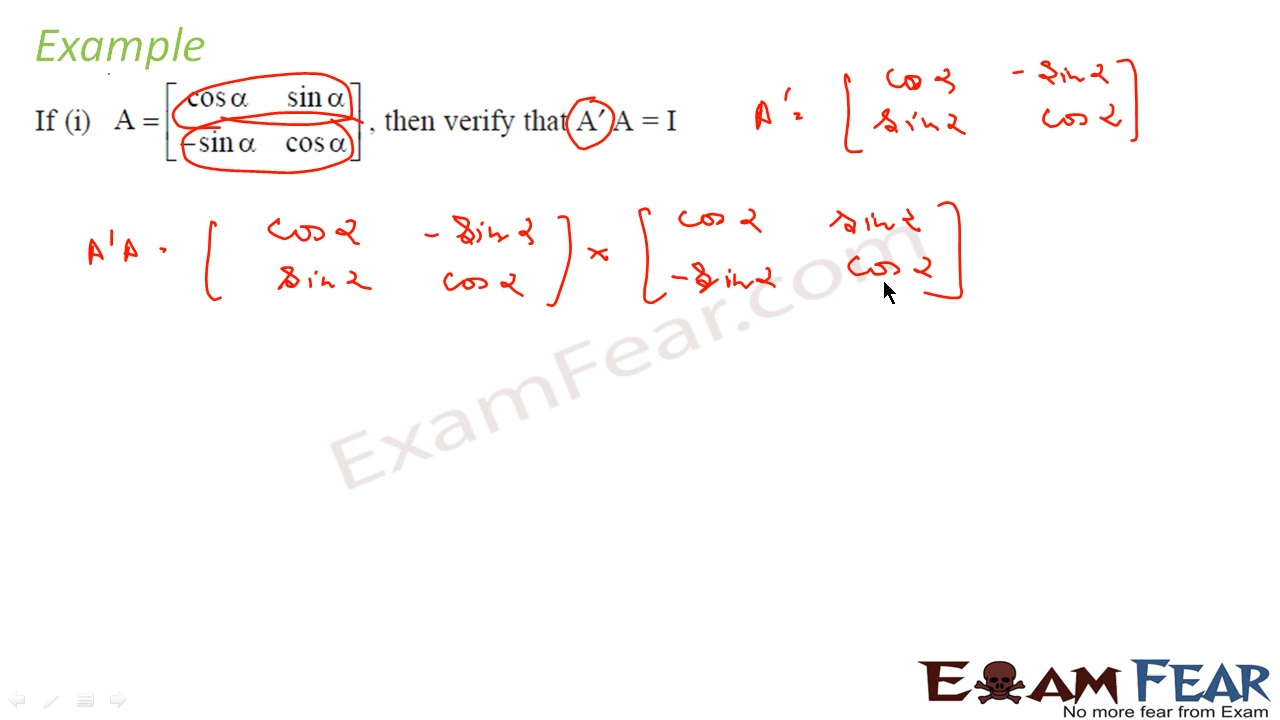 Example
If (i) A = [ cos α sin α
-sin α cos α ] , then verify that A′ A = I
A' = [ cos α - sin α
sin α cos α ]
A'A = [ cos α - sin α
sin α cos α ] × [ cos α sin α
- sin α cos α ]
ExamFear.com
EXAM FEAR
No more fear from Exam